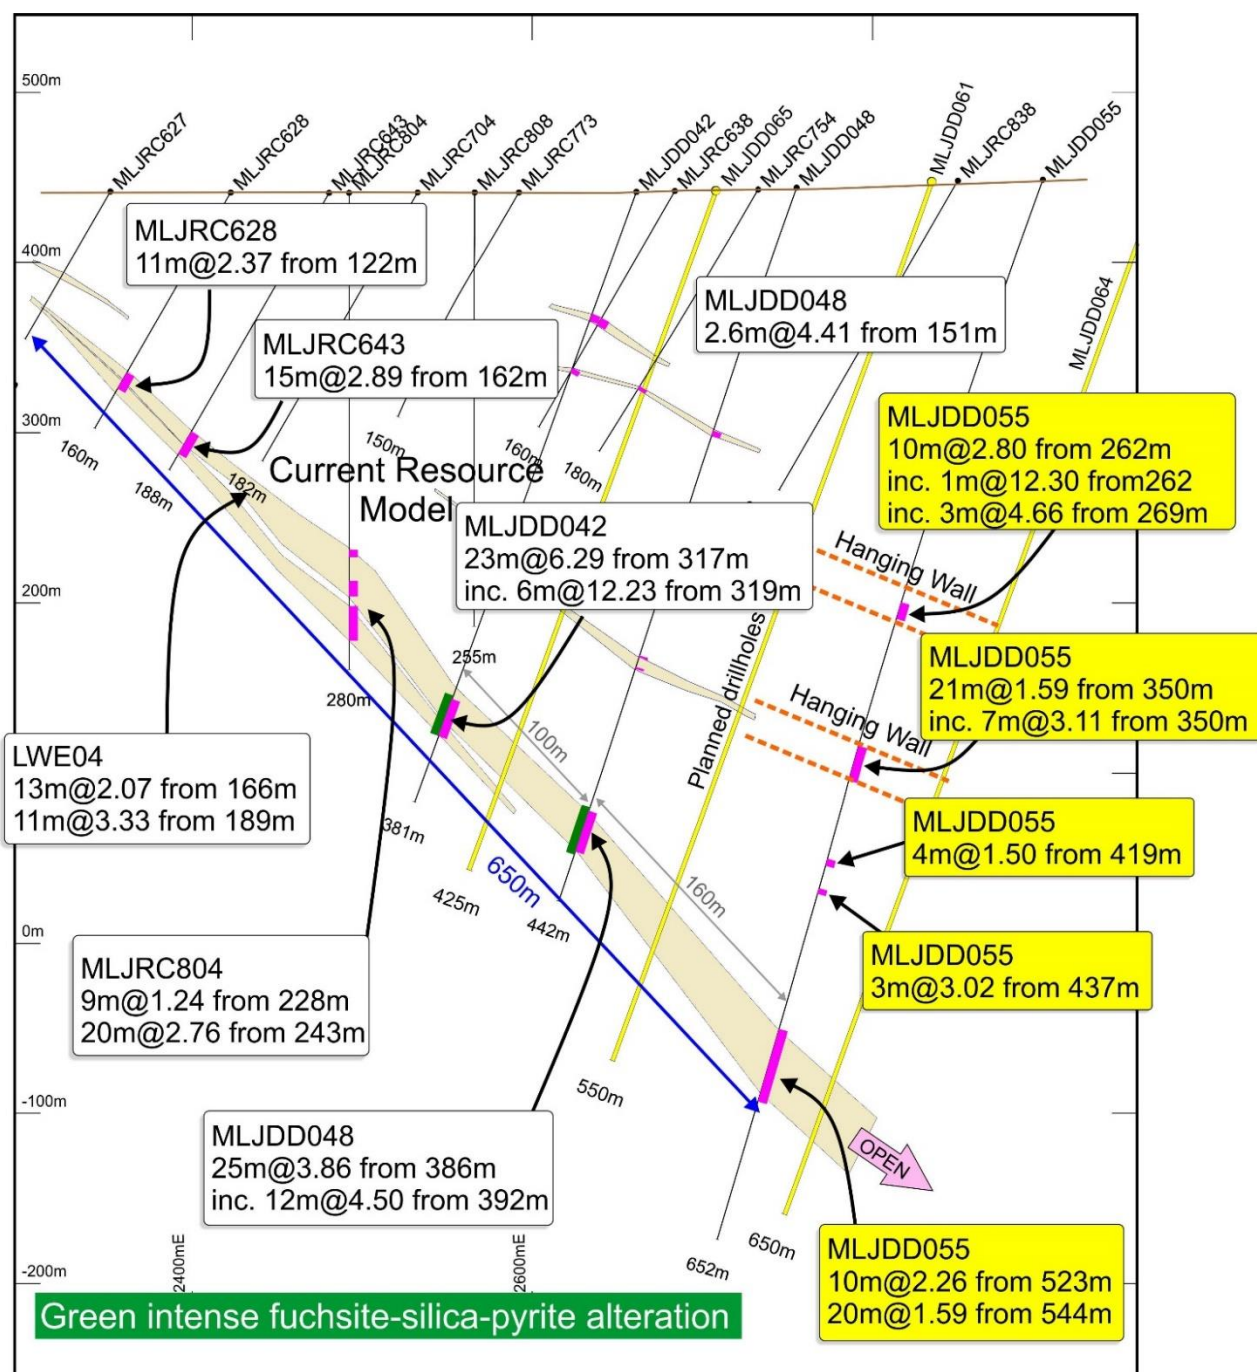 500m
400m
300m
200m
0m
-100m
-200m
MLJRC627
MLJRC628
MLJRC643
MLJRC804
MLJRC704
MLJRC808
MLJRC773
MLJDD042
MLJRC638
MLJDD065
MLJRC754
MLJDD048
MLJDD061
MLJRC838
MLJDD055
MLJDD064
MLJRC628
11m@2.37 from 122m
MLJRC643
15m@2.89 from 162m
MLJDD048
2.6m@4.41 from 151m
MLJDD055
10m@2.80 from 262m
inc. 1m@12.30 from262
inc. 3m@4.66 from 269m
160m
188m
182m
150m
160m
180m
Current Resource
Model
MLJDD042
23m@6.29 from 317m
inc. 6m@12.23 from 319m
Hanging Wall
MLJDD055
21m@1.59 from 350m
inc. 7m@3.11 from 350m
Hanging Wall
Planned drillholes
255m
280m
100m
LWE04
13m@2.07 from 166m
11m@3.33 from 189m
381m
425m
442m
650m
160m
MLJDD055
4m@1.50 from 419m
MLJDD055
3m@3.02 from 437m
MLJRC804
9m@1.24 from 228m
20m@2.76 from 243m
550m
MLJDD048
25m@3.86 from 386m
inc. 12m@4.50 from 392m
OPEN
652m
650m
MLJDD055
10m@2.26 from 523m
20m@1.59 from 544m
2400mE
2600mE
Green intense fuchsite-silica-pyrite alteration